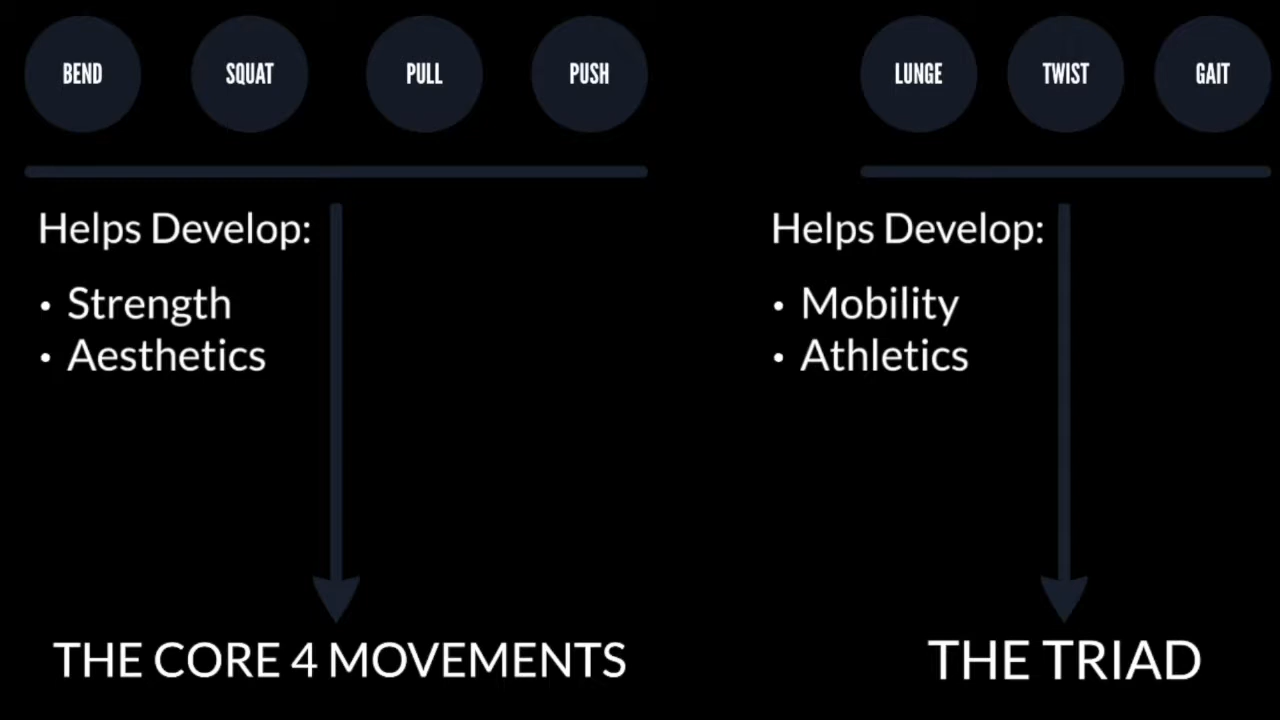 BEND SQUAT PULL PUSH
LUNGE TWIST GAIT
Helps Develop:
• Strength
• Aesthetics
Helps Develop:
• Mobility
• Athletics
THE CORE 4 MOVEMENTS
THE TRIAD